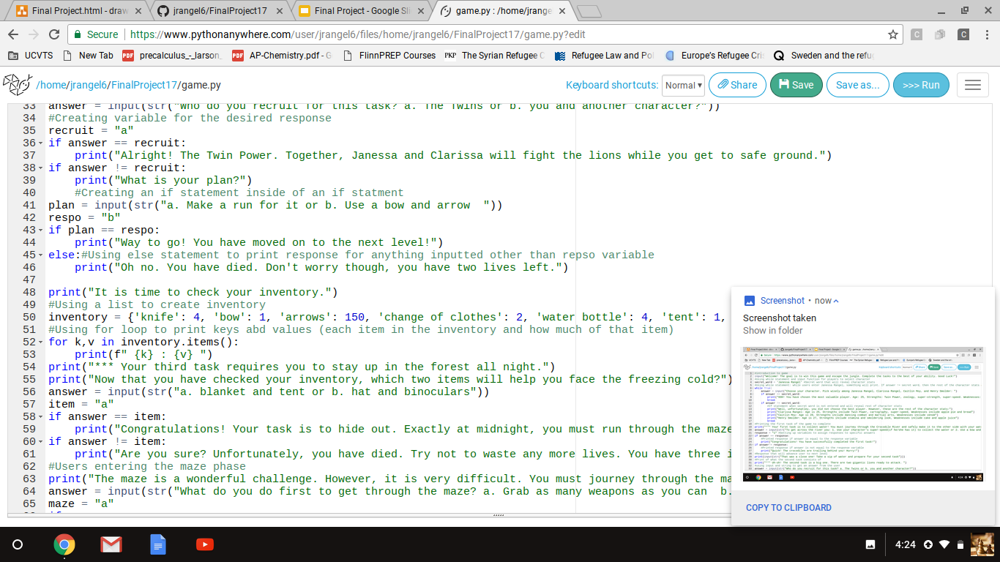 Final Project.html - draw
jrangel6/FinalProject17
Final Project - Google Sli
game.py : /home/jrange
Secure
https://www.pythonanywhere.com/user/jrangel6/files/home/jrangel6/FinalProject17/game.py?edit
UCVTS
New Tab
PDF precalculus_-_larson_
PDF AP-Chemistry.pdf - G
FlinnPREP Courses
PKP The Syrian Refugee C
Refugee Law and Pol
Europe's Refugee Cri
Sweden and the refug
/home/jrangel6/FinalProject17/game.py
Keyboard shortcuts: Normal
Share
Save
Save as...
>>> Run
33 answer = input(str("Who do you recruit for this task? a. The Twins or b. you and another character?"))
34 #Creating variable for the desired response
35 recruit = "a"
36 if answer == recruit:
37 print("Alright! The Twin Power. Together, Janessa and Clarissa will fight the lions while you get to safe ground.")
38 if answer != recruit:
39 print("What is your plan?")
40 #Creating an if statement inside of an if statment
41 plan = input(str("a. Make a run for it or b. Use a bow and arrow  "))
42 respo = "b"
43 if plan == respo:
44 print("Way to go! You have moved on to the next level!")
45 else:#Using else statement to print response for anything inputted other than repso variable
46 print("Oh no. You have died. Don't worry though, you have two lives left.")
47
48 print("It is time to check your inventory.")
49 #Using a list to create inventory
50 inventory = {'knife': 4, 'bow': 1, 'arrows': 150, 'change of clothes': 2, 'water bottle': 4, 'tent': 1,
51 #Using for loop to print keys abd values (each item in the inventory and how much of that item)
52 for k,v in inventory.items():
53 print(f" {k} : {v} ")
54 print("*** Your third task requires you to stay up in the forest all night.")
55 print("Now that you have checked your inventory, which two items will help you face the freezing cold?")
56 answer = input(str("a. blanket and tent or b. hat and binoculars"))
57 item = "a"
58 if answer == item:
59 print("Congratulations! Your task is to hide out. Exactly at midnight, you must run through the maze
60 if answer != item:
61 print("Are you sure? Unfortunately, you have died. Try not to waste any more lives. You have three i
62 #Users entering the maze phase
63 print("The maze is a wonderful challenge. However, it is very difficult. You must journey through the ma
64 answer = input(str("What do you do first to get through the maze? a. Grab as many weapons as you can  b.
65 maze = "a"
Screenshot • now
Screenshot taken
Show in folder
COPY TO CLIPBOARD
4:24